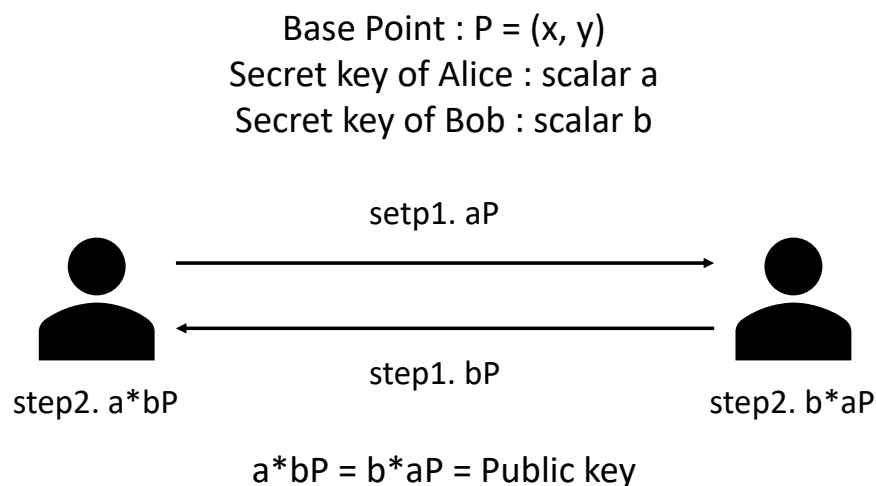 Base Point : P = (x, y)
Secret key of Alice : scalar a
Secret key of Bob : scalar b
setp1. aP
step1. bP
step2. a*bP
step2. b*aP
a*bP = b*aP = Public key